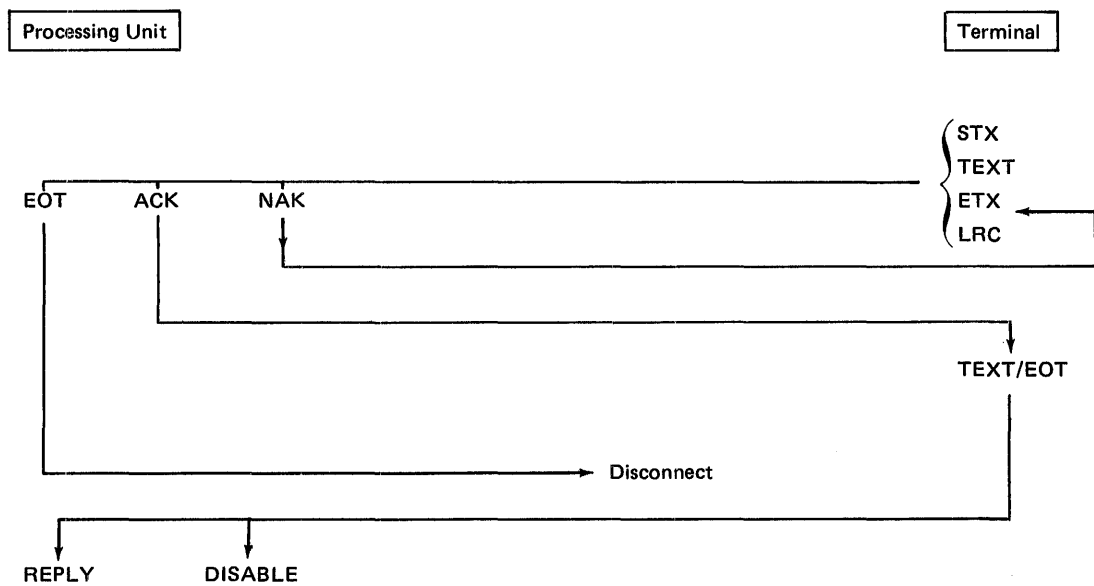 Processing Unit
Terminal
STX
TEXT
EOT ACK NAK
ETX
LRC
TEXT/EOT
Disconnect
REPLY DISABLE